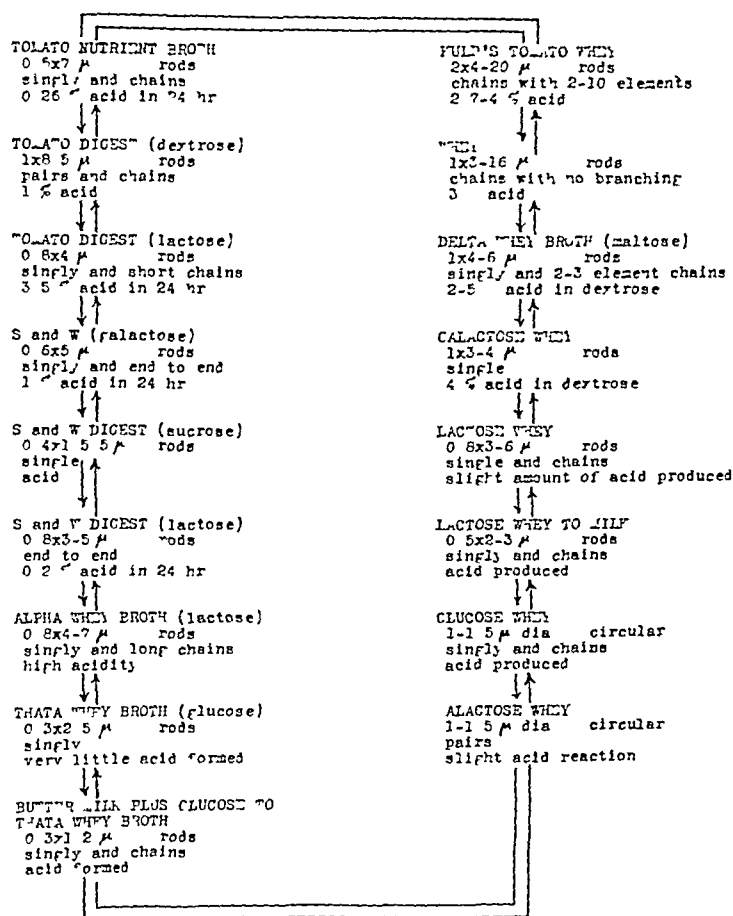 TOMATO NUTRIENT BROTH
0 5x7 μ rods
singly and chains
0 26 % acid in 24 hr
TOMATO DIGEST (dextrose)
1x8 5 μ rods
pairs and chains
1 % acid
TOMATO DIGEST (lactose)
0 8x4 μ rods
singly and short chains
3 5 % acid in 24 hr
S and W (galactose)
0 6x5 μ rods
singly and end to end
1 % acid in 24 hr
S and W DIGEST (sucrose)
0 4x1 5 5 μ rods
single
acid
S and W DIGEST (lactose)
0 8x3-5 μ rods
end to end
0 2 % acid in 24 hr
ALPHA WHEY BROTH (lactose)
0 8x4-7 μ rods
singly and long chains
high acidity
THATA WHEY BROTH (glucose)
0 3x2 5 μ rods
singly
very little acid formed
BUTTER MILK PLUS GLUCOSE TO
THATA WHEY BROTH
0 3x1 2 μ rods
singly and chains
acid formed
FULD'S TOMATO WHEY
2x4-20 μ rods
chains with 2-10 elements
2 7-4 % acid
WHEY
1x3-16 μ rods
chains with no branching
3 acid
DELTA WHEY BROTH (maltose)
1x4-6 μ rods
singly and 2-3 element chains
2-5 acid in dextrose
GALACTOSE WHEY
1x3-4 μ rods
single
4 % acid in dextrose
LACTOSE WHEY
0 8x3-6 μ rods
single and chains
slight amount of acid produced
LACTOSE WHEY TO MILK
0 5x2-3 μ rods
singly and chains
acid produced
GLUCOSE WHEY
1-1 5 μ dia circular
singly and chains
acid produced
ALACTOSE WHEY
1-1 5 μ dia circular
pairs
slight acid reaction